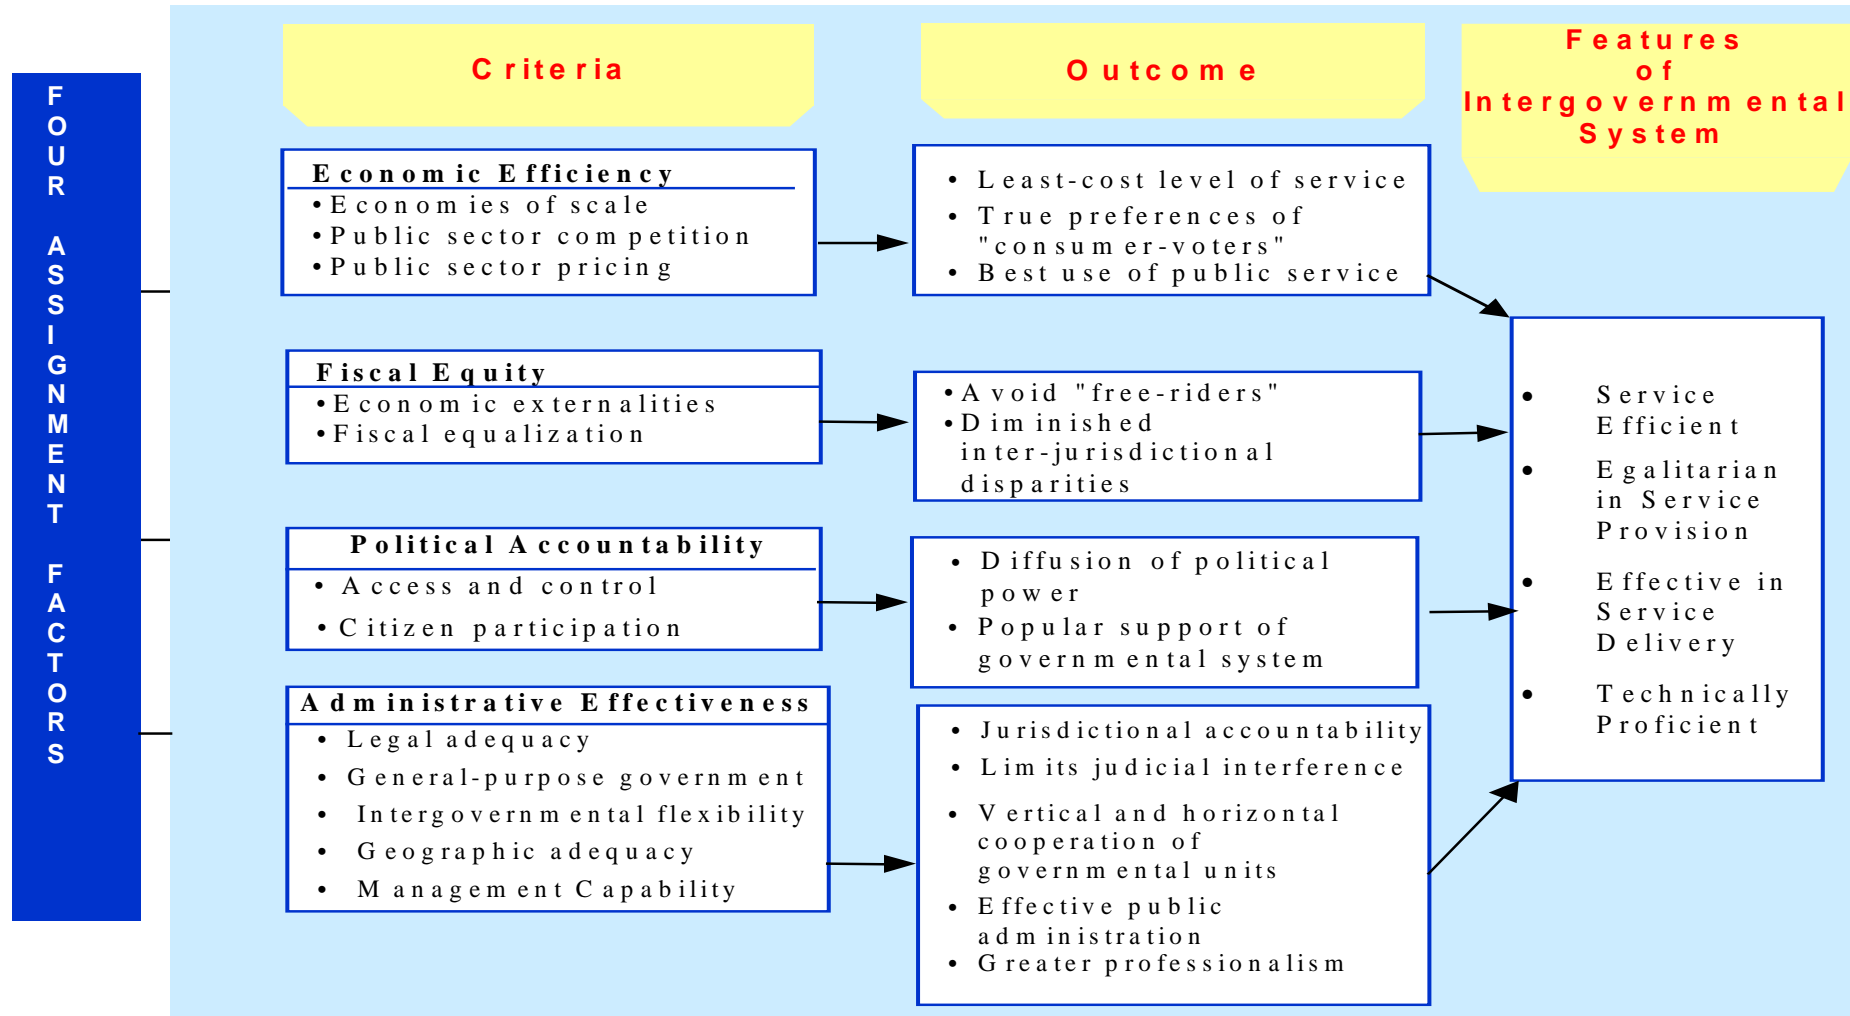 FOUR ASSIGNMENT FACTORS
Criteria
Outcome
Features
of
Intergovernmental
System
Economic Efficiency
• Economies of scale
• Public sector competition
• Public sector pricing
• Least-cost level of service
• True preferences of
"consumer-voters"
• Best use of public service
Fiscal Equity
• Economic externalities
• Fiscal equalization
• Avoid "free-riders"
• Diminished
inter-jurisdictional
disparities
Political Accountability
• Access and control
• Citizen participation
• Diffusion of political
power
• Popular support of
governmental system
Administrative Effectiveness
• Legal adequacy
• General-purpose government
• Intergovernmental flexibility
• Geographic adequacy
• Management Capability
• Jurisdictional accountability
• Limits judicial interference
• Vertical and horizontal
cooperation of
governmental units
• Effective public
administration
• Greater professionalism
• Service
Efficient
• Egalitarian
in Service
Provision
• Effective in
Service
Delivery
• Technically
Proficient